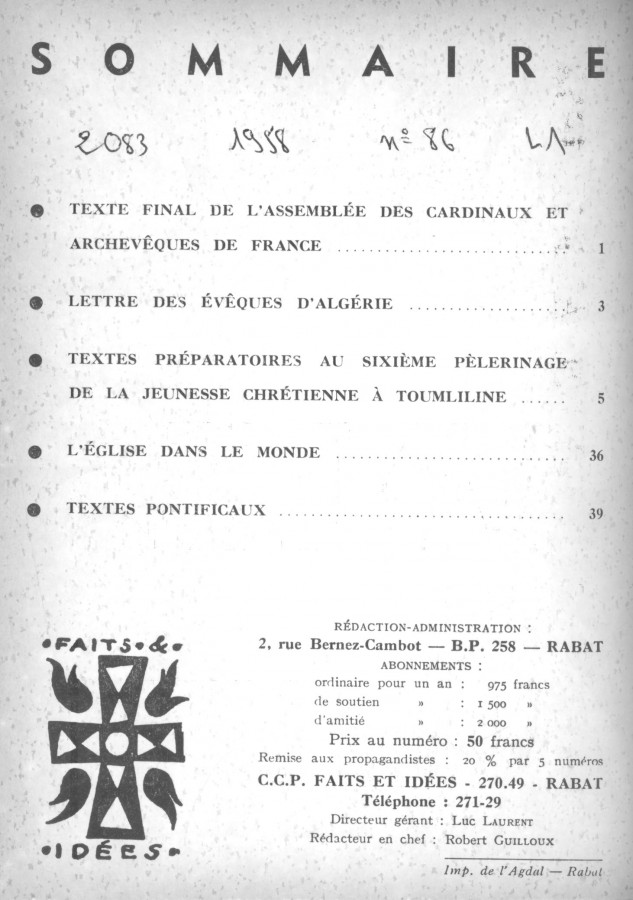 SOMMAIRE
2083 1958 nº 86 L1
● TEXTE FINAL DE L'ASSEMBLÉE DES CARDINAUX ET
ARCHEVÊQUES DE FRANCE .......................... 1
● LETTRE DES ÉVÊQUES D'ALGÉRIE .................. 3
● TEXTES PRÉPARATOIRES AU SIXIÈME PÈLERINAGE
DE LA JEUNESSE CHRÉTIENNE À TOUMLILINE ...... 5
● L'ÉGLISE DANS LE MONDE .......................... 36
● TEXTES PONTIFICAUX ................................ 39
•FAITS•&•
•IDÉES•
RÉDACTION-ADMINISTRATION :
2, rue Bernez-Cambot — B.P. 258 — RABAT
ABONNEMENTS :
ordinaire pour un an : 975 francs
de soutien » : 1 500 »
d'amitié » : 2 000 »
Prix au numéro : 50 francs
Remise aux propagandistes : 20 % par 5 numéros
C.C.P. FAITS ET IDÉES - 270.49 - RABAT
Téléphone : 271-29
Directeur gérant : Luc LAURENT
Rédacteur en chef : Robert GUILLOUX
Imp. de l'Agdal — Rabat